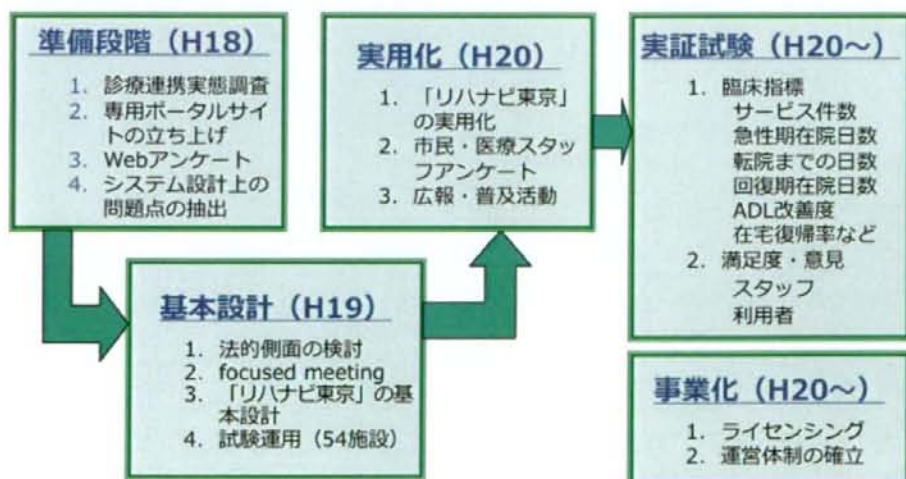 準備段階（H18）
1. 診療連携実態調査
2. 専用ポータルサイ
トの立ち上げ
3. Webアンケート
4. システム設計上の
問題点の抽出
基本設計（H19）
1. 法的側面の検討
2. focused meeting
3. 「リハナビ東京」の基
本設計
4. 試験運用（54施設）
実用化（H20）
1. 「リハナビ東京」
の実用化
2. 市民・医療スタッ
フアンケート
3. 広報・普及活動
実証試験（H20～）
1. 臨床指標
サービス件数
急性期在院日数
転院までの日数
回復期在院日数
ADL改善度
在宅復帰率など
2. 満足度・意見
スタッフ
利用者
事業化（H20～）
1. ライセンシング
2. 運営体制の確立